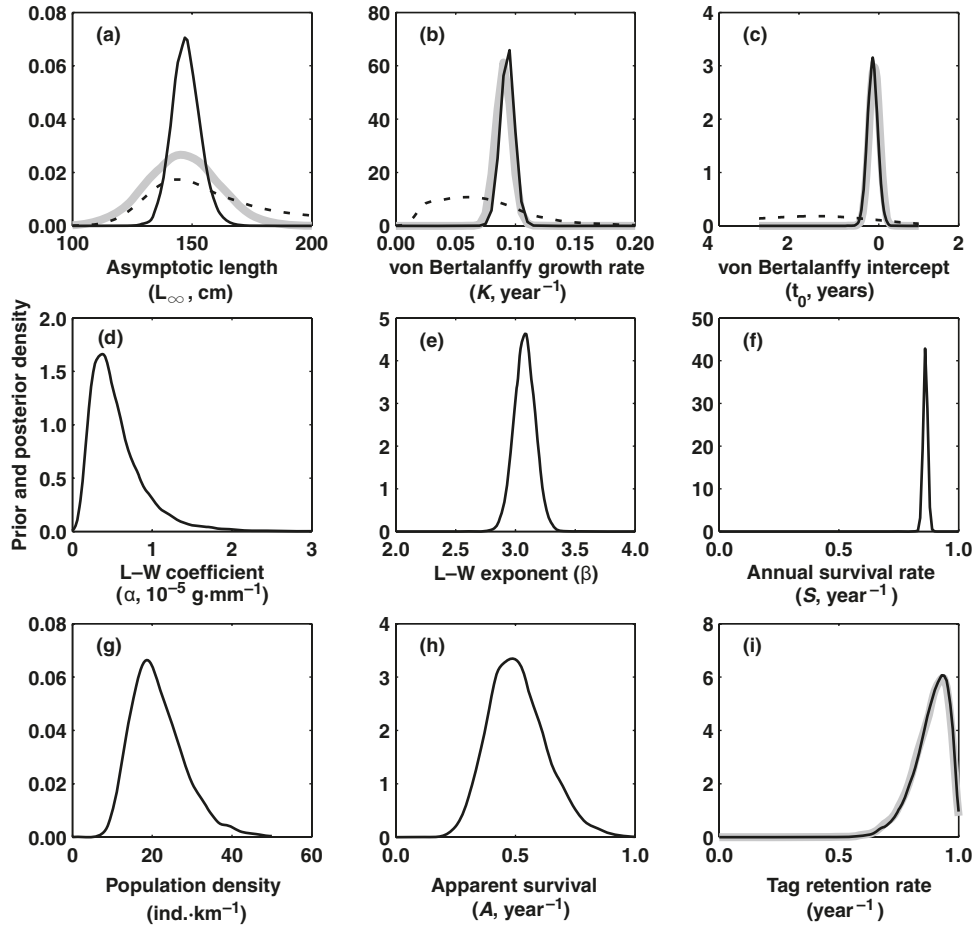 Prior and posterior density
(a)
0.08
0.06
0.04
0.02
0.00
100 150 200
Asymptotic length
(L∞, cm)
(b)
80
60
40
20
0
0.00 0.05 0.10 0.15 0.20
von Bertalanffy growth rate
(K, year–1)
(c)
4
3
2
1
0
4 2 0 2
von Bertalanffy intercept
(t0, years)
(d)
2.0
1.5
1.0
0.5
0.0
0 1 2 3
L–W coefficient
(α, 10–5 g·mm–1)
(e)
5
4
3
2
1
0
2.0 2.5 3.0 3.5 4.0
L–W exponent (β)
(f)
50
40
30
20
10
0
0.0 0.5 1.0
Annual survival rate
(S, year–1)
(g)
0.08
0.06
0.04
0.02
0.00
0 20 40 60
Population density
(ind.·km–1)
(h)
4
3
2
1
0
0.0 0.5 1.0
Apparent survival
(A, year–1)
(i)
8
6
4
2
0
0.0 0.5 1.0
Tag retention rate
(year–1)